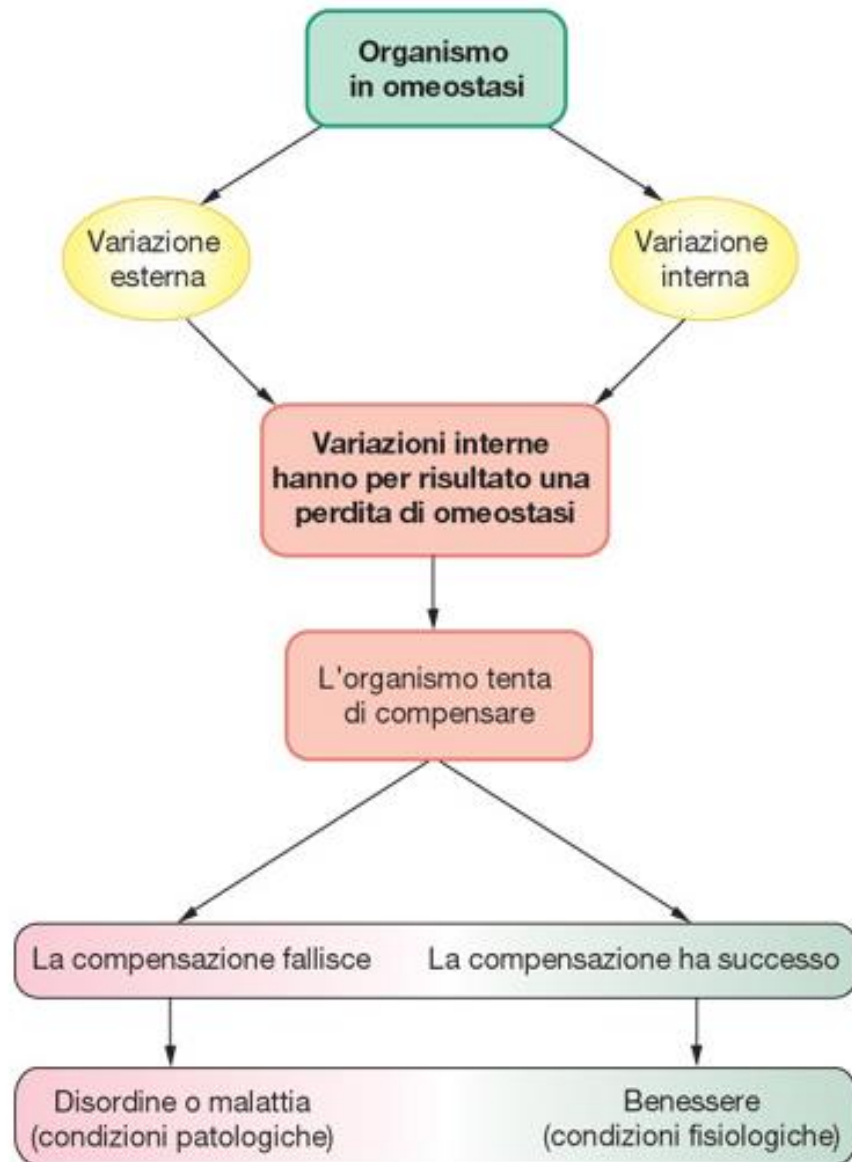 Organismo
in omeostasi
Variazione
esterna
Variazione
interna
Variazioni interne
hanno per risultato una
perdita di omeostasi
L'organismo tenta
di compensare
La compensazione fallisce
La compensazione ha successo
Disordine o malattia
(condizioni patologiche)
Benessere
(condizioni fisiologiche)